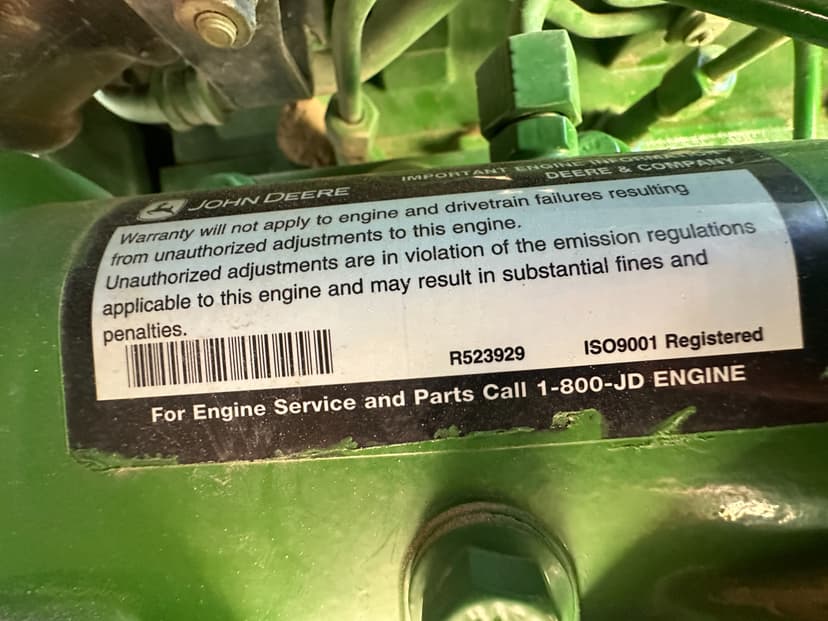 JOHN DEERE
IMPORTANT ENGINE INFORMATION
DEERE & COMPANY
Warranty will not apply to engine and drivetrain failures resulting
from unauthorized adjustments to this engine.
Unauthorized adjustments are in violation of the emission regulations
applicable to this engine and may result in substantial fines and
penalties.
R523929 ISO9001 Registered
For Engine Service and Parts Call 1-800-JD ENGINE